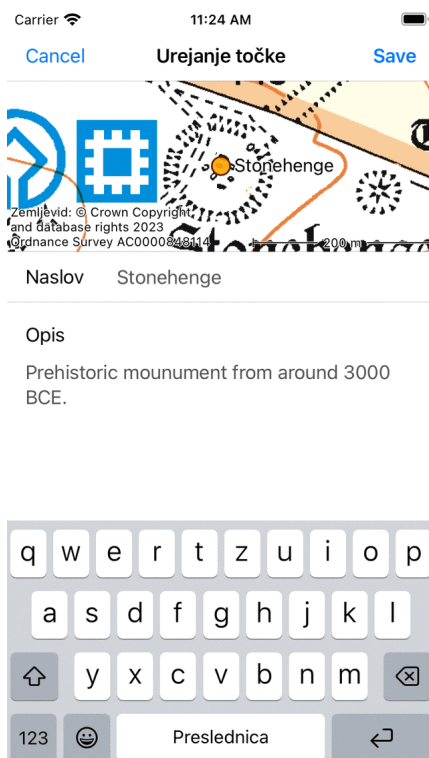 Carrier 11:24 AM
Cancel Urejanje točke Save
Stonehenge
Zemljevid: © Crown Copyright
and database rights 2023
Ordnance Survey AC0000848114
200 m
Naslov Stonehenge
Opis
Prehistoric mounument from around 3000
BCE.
q w e r t z u i o p
a s d f g h j k l
y x c v b n m
123 Preslednica